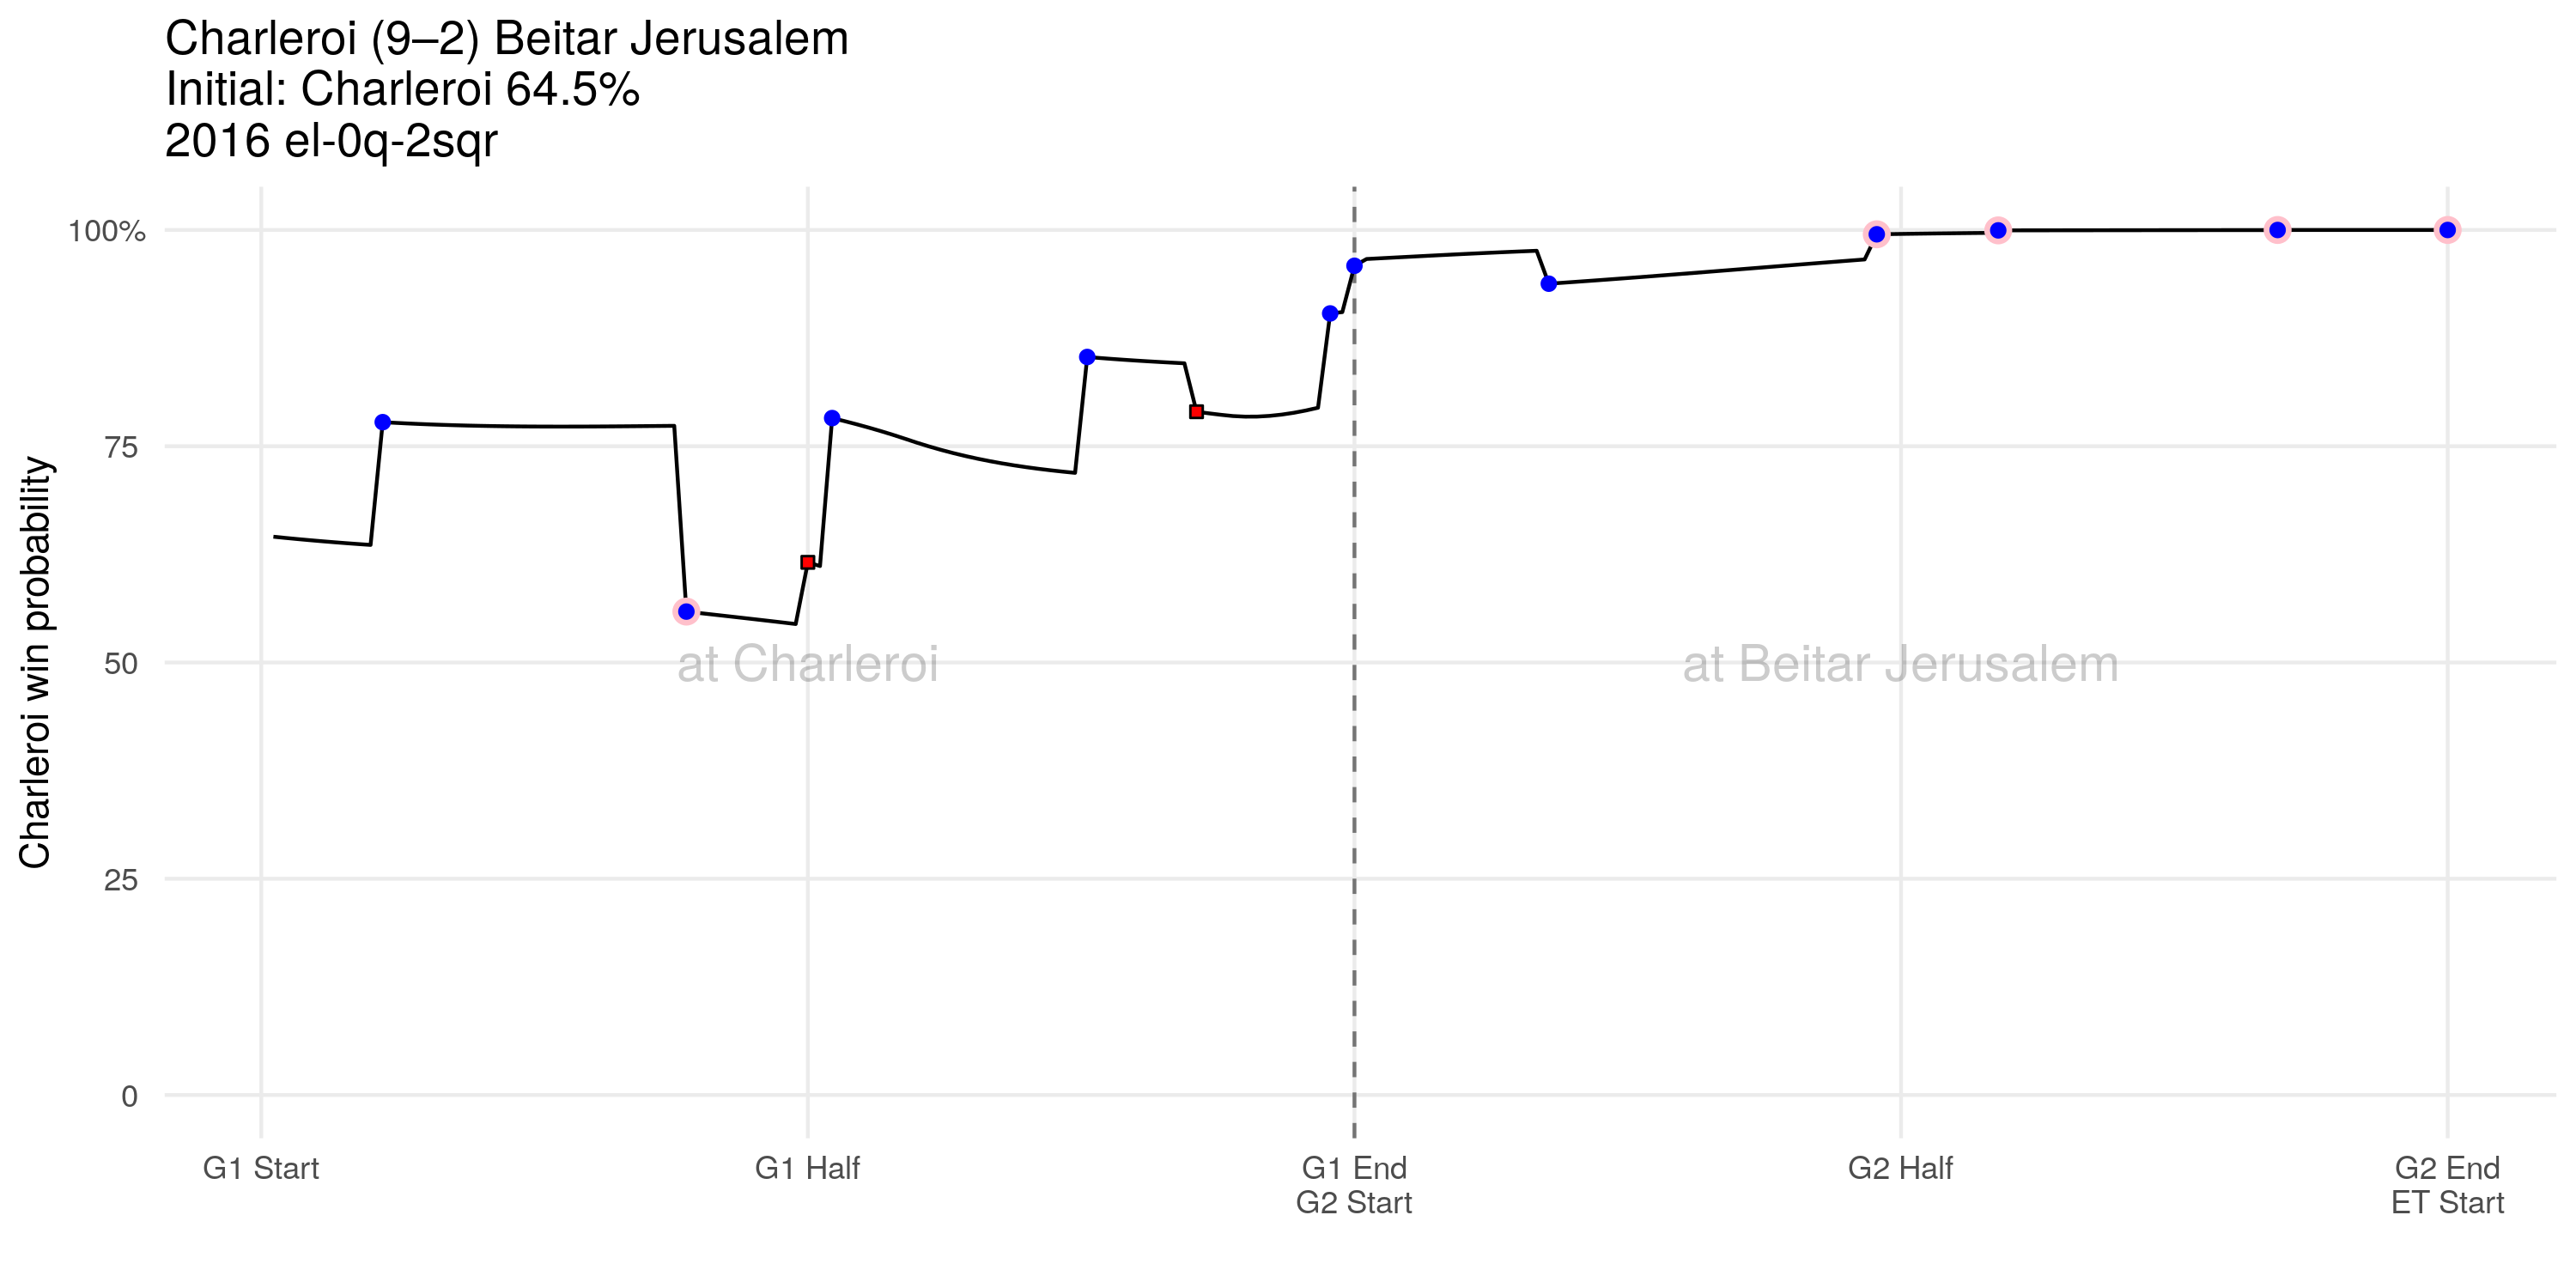 Charleroi (9–2) Beitar Jerusalem
Initial: Charleroi 64.5%
2016 el-0q-2sqr
Charleroi win probability
100%
75
50
25
0
at Charleroi
at Beitar Jerusalem
G1 Start
G1 Half
G1 End
G2 Start
G2 Half
G2 End
ET Start